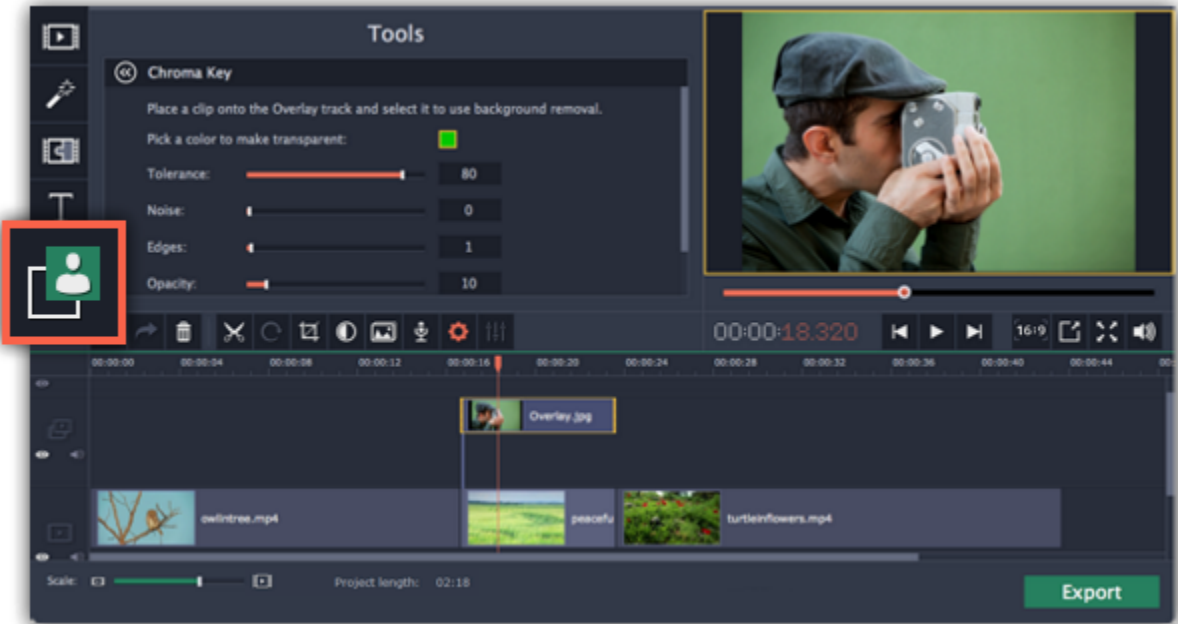 Tools
Chroma Key
Place a clip onto the Overlay track and select it to use background removal.
Pick a color to make transparent:
Tolerance: 80
Noise: 0
Edges: 1
Opacity: 10
T
00:00:18.320
16:9
00:00:00 00:00:04 00:00:08 00:00:12 00:00:16 00:00:20 00:00:24 00:00:28 00:00:32 00:00:36 00:00:40 00:00:44 00:
Overlay.jpg
owlintree.mp4 peacefu turtleinflowers.mp4
Scale: Project length: 02:18
Export